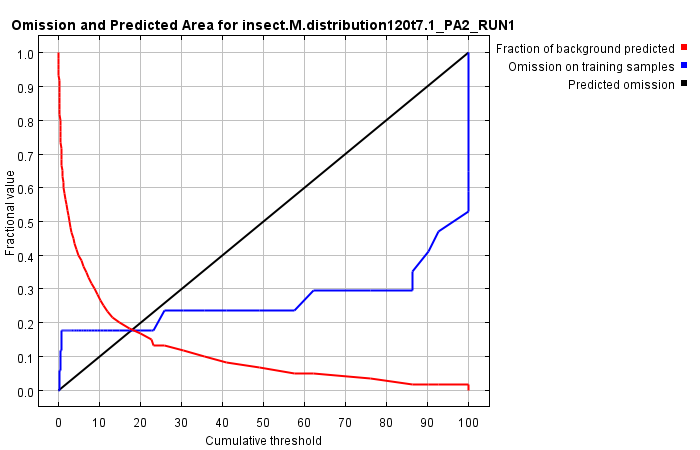 Omission and Predicted Area for insect.M.distribution120t7.1_PA2_RUN1
Fraction of background predicted
Omission on training samples
Predicted omission
Fractional value
1.0
0.9
0.8
0.7
0.6
0.5
0.4
0.3
0.2
0.1
0.0
0 10 20 30 40 50 60 70 80 90 100
Cumulative threshold